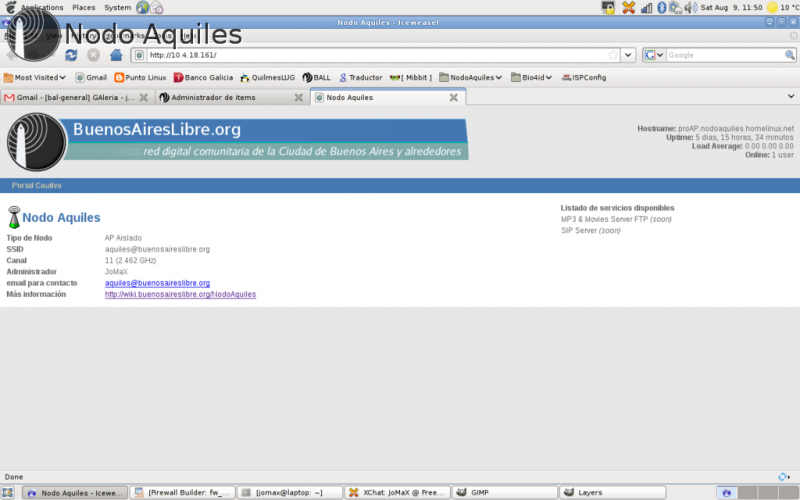 Applications Places System
Sat Aug 9, 11:50
10 °C
Nodo Aquiles - Iceweasel
Nodo Aquiles
http://10.4.18.161/
Google
Most Visited Gmail Punto Linux Banco Galicia QuilmesLUG BALL Traductor [ Mibbit ] NodoAquiles Bio4id ISPConfig
Gmail - [bal-general] GAleria - j...
Administrador de items
Nodo Aquiles
BuenosAiresLibre.org
red digital comunitaria de la Ciudad de Buenos Aires y alrededores
Hostname: proAP.nodoaquiles.homelinux.net
Uptime: 5 dias, 15 horas, 34 minutos
Load Average: 0.00 0.00 0.00
Online: 1 user
Portal Cautivo
Nodo Aquiles
Tipo de Nodo AP Aislado
SSID aquiles@buenosaireslibre.org
Canal 11 (2.462 GHz)
Administrador JoMaX
email para contacto aquiles@buenosaireslibre.org
Más información http://wiki.buenosaireslibre.org/NodoAquiles
Listado de servicios disponibles
MP3 & Movies Server FTP (soon)
SIP Server (soon)
Done
Nodo Aquiles - Icewe...
[Firewall Builder: fw_...
[jomax@laptop: ~]
XChat: JoMaX @ Free...
GIMP
Layers